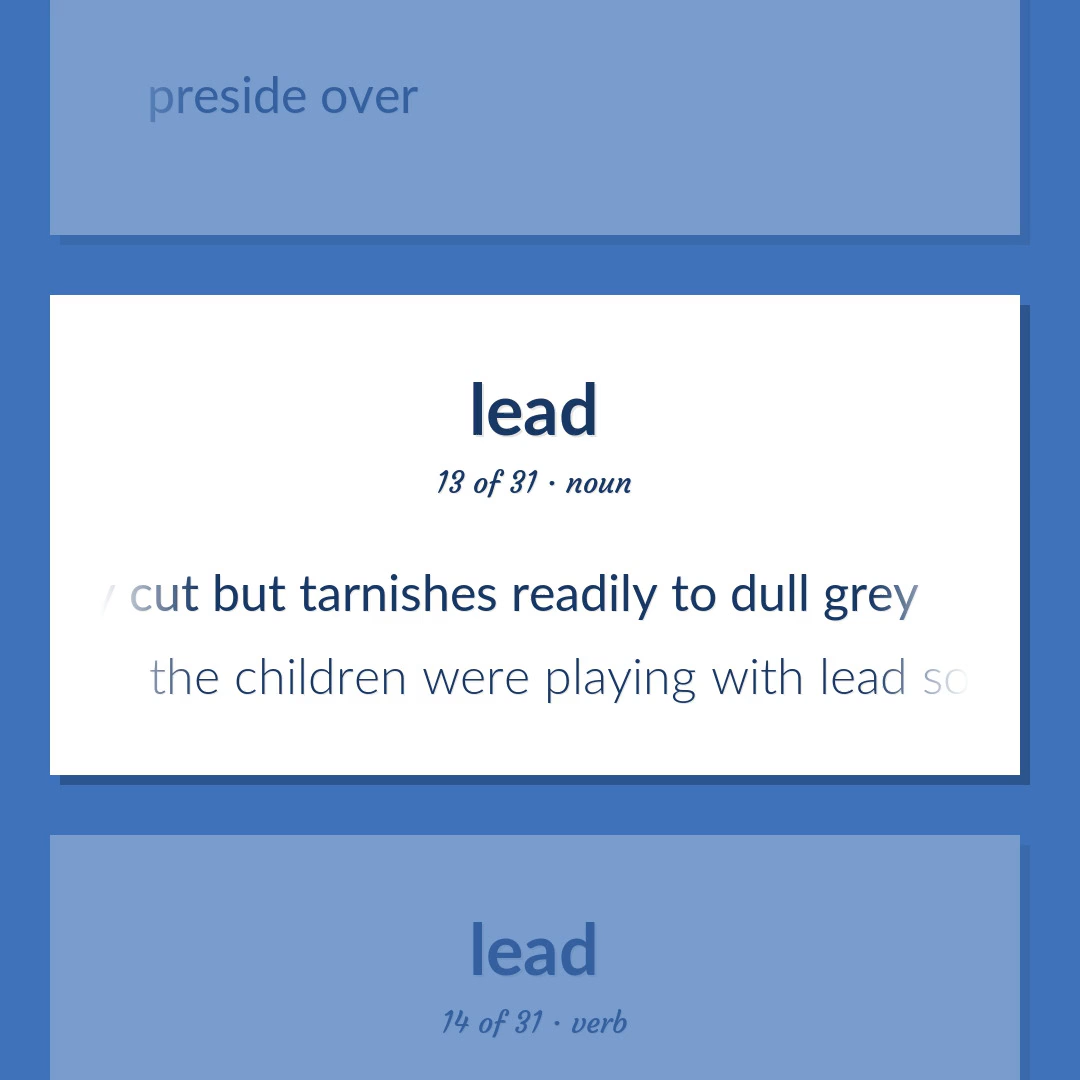 preside over
lead
13 of 31 · noun
cut but tarnishes readily to dull grey
the children were playing with lead
lead
14 of 31 · verb